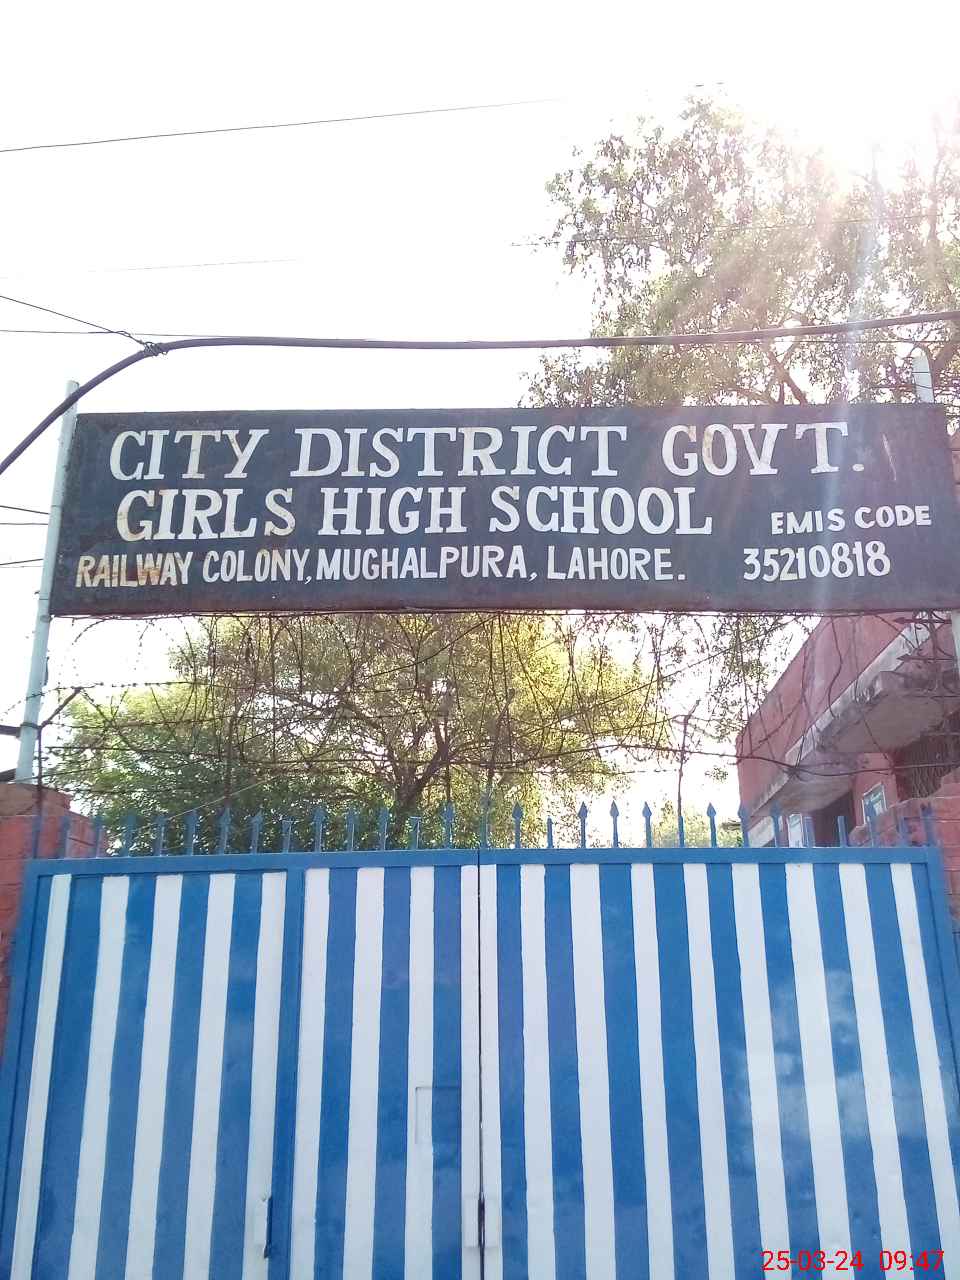 CITY DISTRICT GOVT.
GIRLS HIGH SCHOOL
EMIS CODE
RAILWAY COLONY, MUGHALPURA, LAHORE.
35210818
25-03-24 09:47